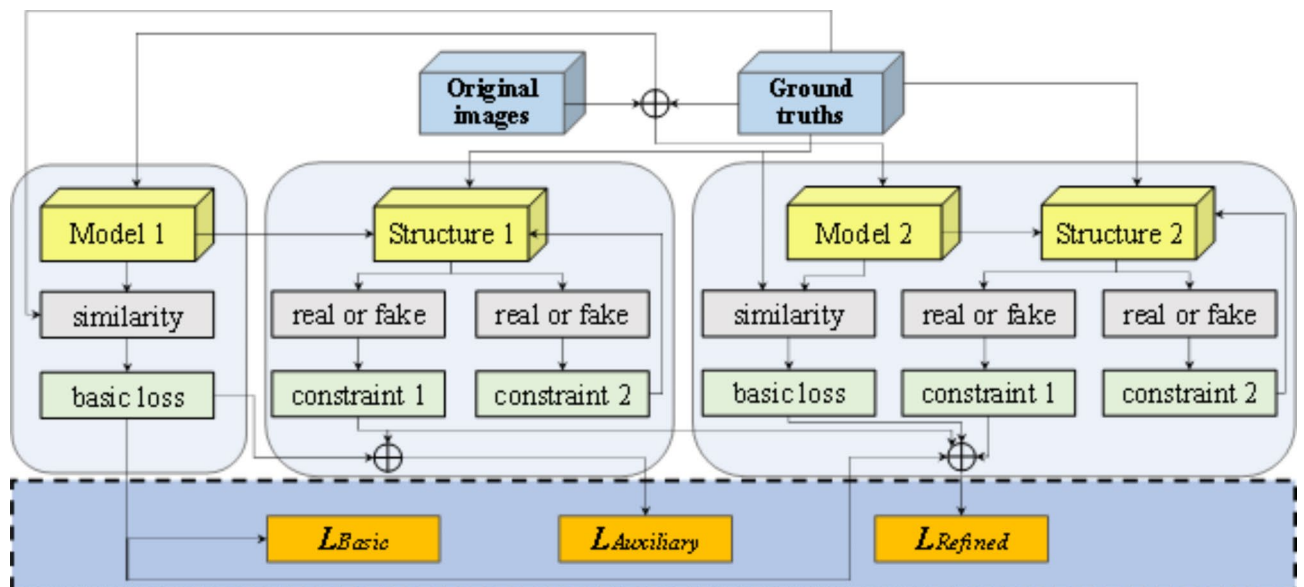 Original
images
Ground
truths
Model 1
Structure 1
Model 2
Structure 2
similarity
real or fake
real or fake
similarity
real or fake
real or fake
basic loss
constraint 1
constraint 2
basic loss
constraint 1
constraint 2
LBasic
LAuxiliary
LRefined